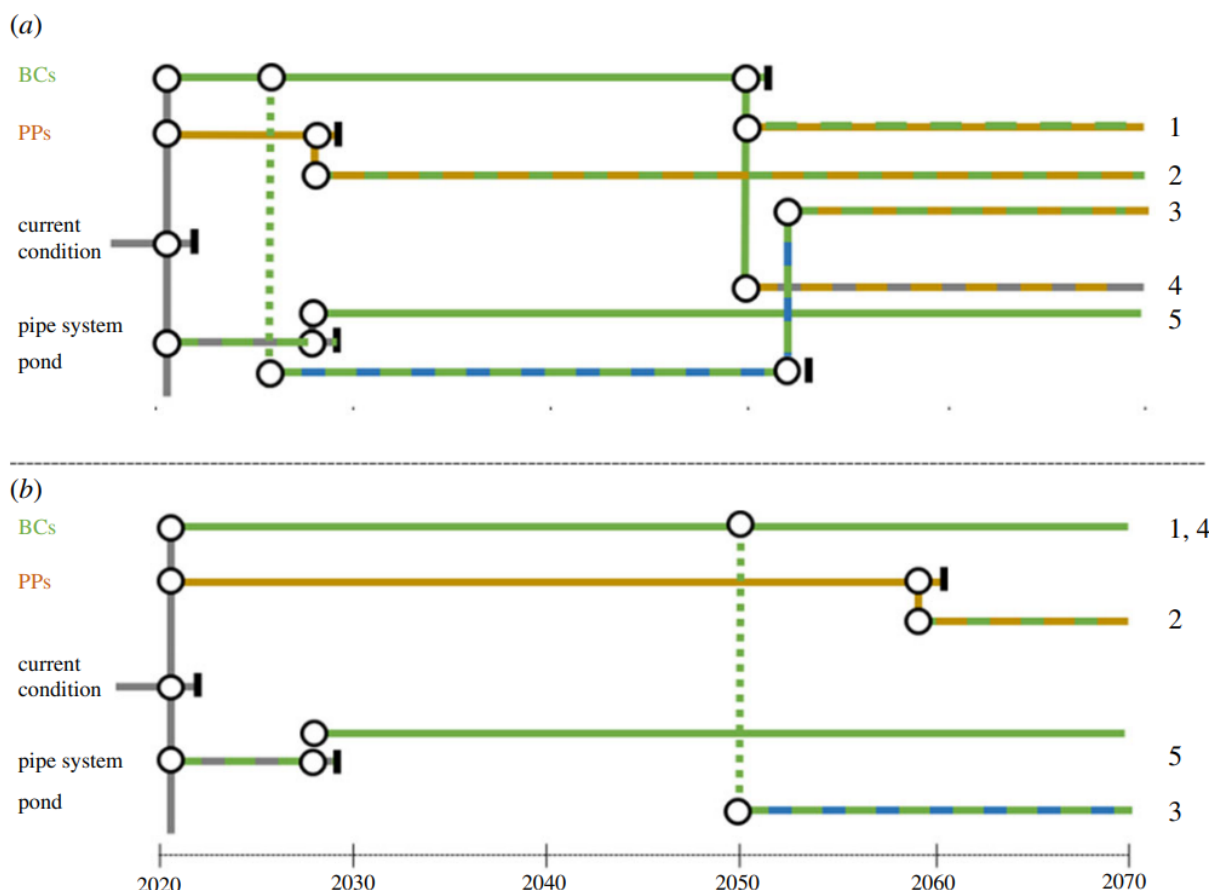 (a)
BCs
1
PPs
2
3
current
condition
4
5
pipe system
pond
(b)
BCs
1, 4
PPs
2
current
condition
5
pipe system
pond
3
2020 2030 2040 2050 2060 2070